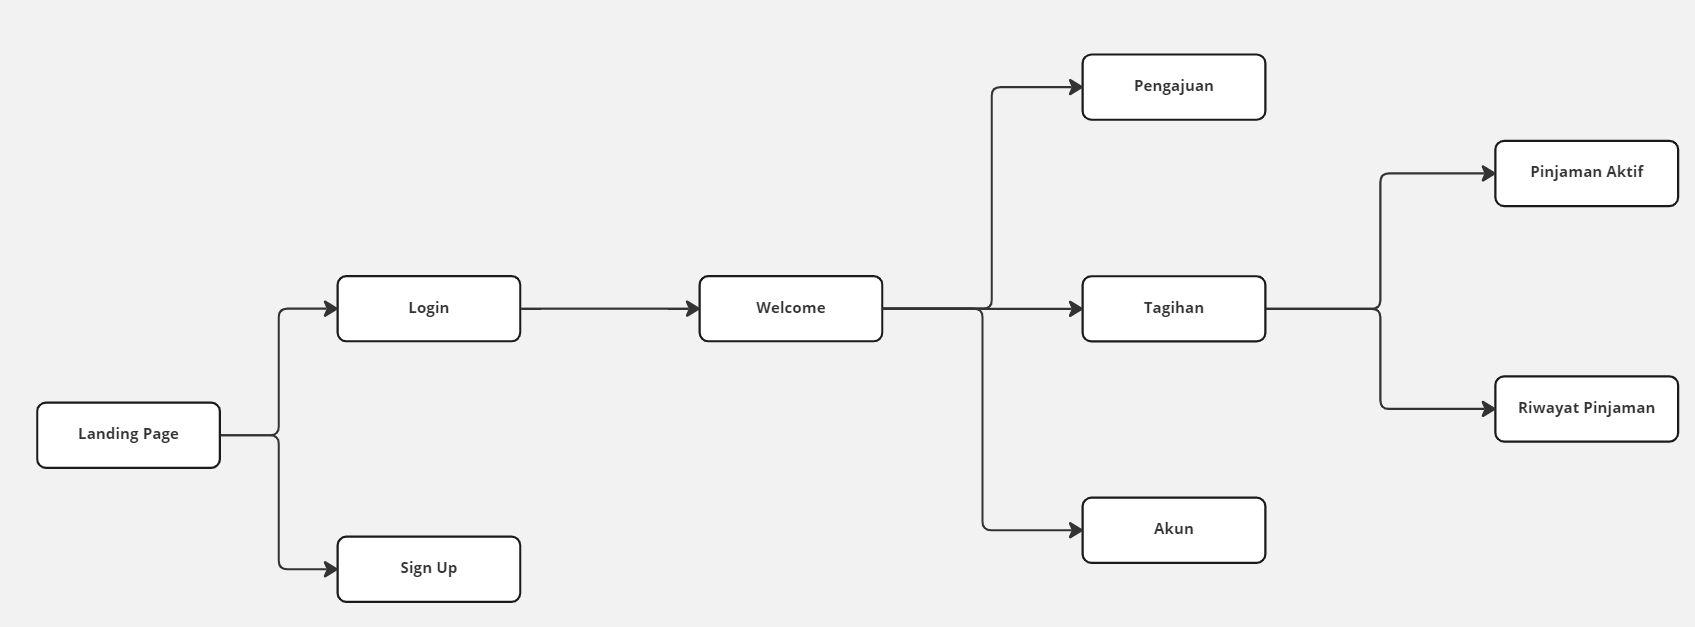 Pengajuan
Pinjaman Aktif
Login
Welcome
Tagihan
Riwayat Pinjaman
Landing Page
Akun
Sign Up